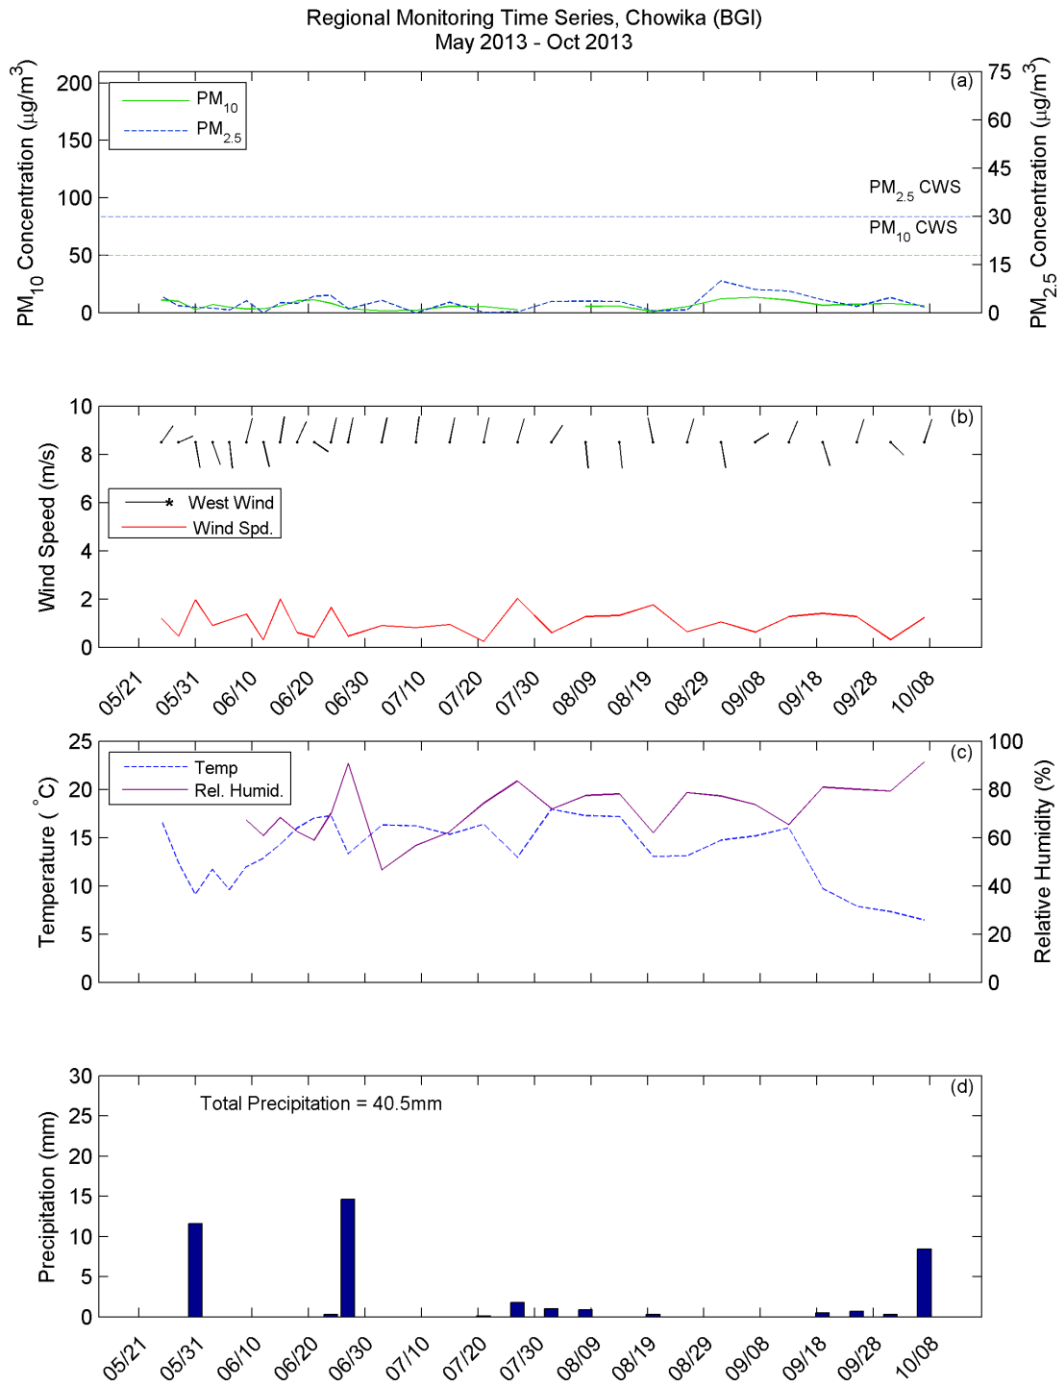 Regional Monitoring Time Series, Chowika (BGI)
May 2013 - Oct 2013
(a)
PM10
PM2.5
PM2.5 CWS
PM10 CWS
200
150
100
50
0
PM10 Concentration (μg/m3)
75
60
45
30
15
0
PM2.5 Concentration (μg/m3)
(b)
West Wind
Wind Spd.
10
8
6
4
2
0
Wind Speed (m/s)
05/21 05/31 06/10 06/20 06/30 07/10 07/20 07/30 08/09 08/19 08/29 09/08 09/18 09/28 10/08
(c)
Temp
Rel. Humid.
25
20
15
10
5
0
Temperature (°C)
100
80
60
40
20
0
Relative Humidity (%)
(d)
Total Precipitation = 40.5mm
30
25
20
15
10
5
0
Precipitation (mm)
05/21 05/31 06/10 06/20 06/30 07/10 07/20 07/30 08/09 08/19 08/29 09/08 09/18 09/28 10/08